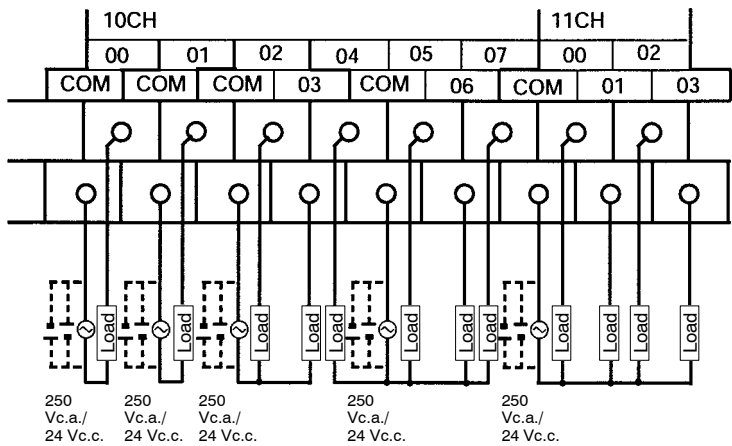 10CH 11CH
00 01 02 04 05 07 00 02
COM COM COM 03 COM 06 COM 01 03
Load Load Load Load Load Load Load Load Load Load Load
250 250 250 250 250
Vc.a./ Vc.a./ Vc.a./ Vc.a./ Vc.a./
24 Vc.c. 24 Vc.c. 24 Vc.c. 24 Vc.c. 24 Vc.c.